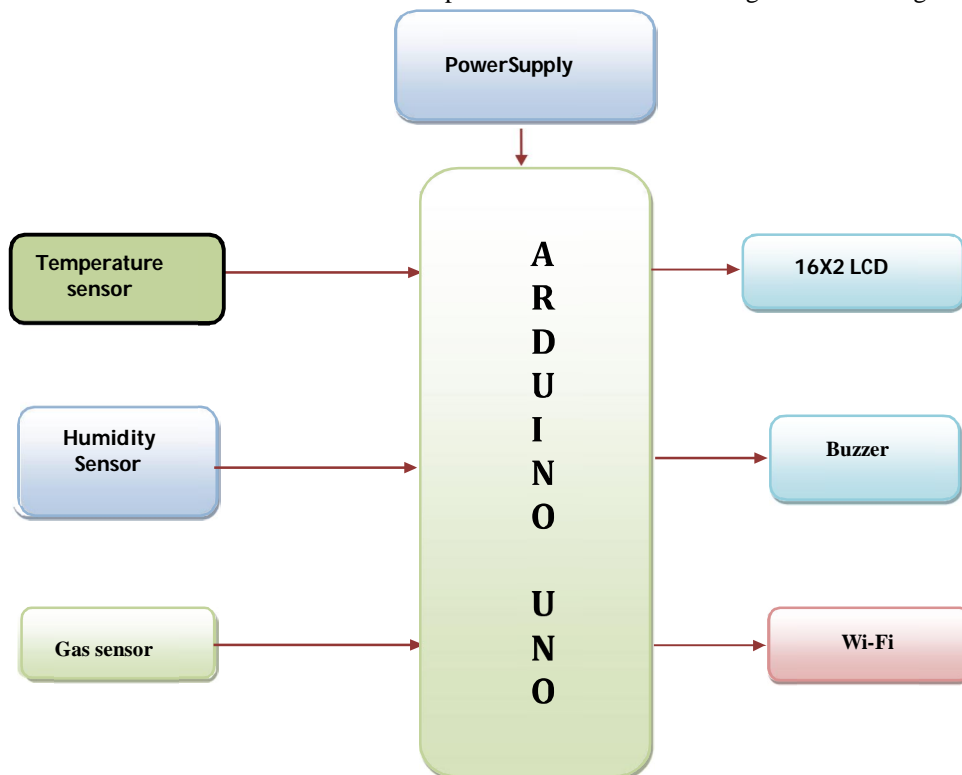 PowerSupply
Temperature
sensor
Humidity
Sensor
Gas sensor
A
R
D
U
I
N
O
U
N
O
16X2 LCD
Buzzer
Wi-Fi